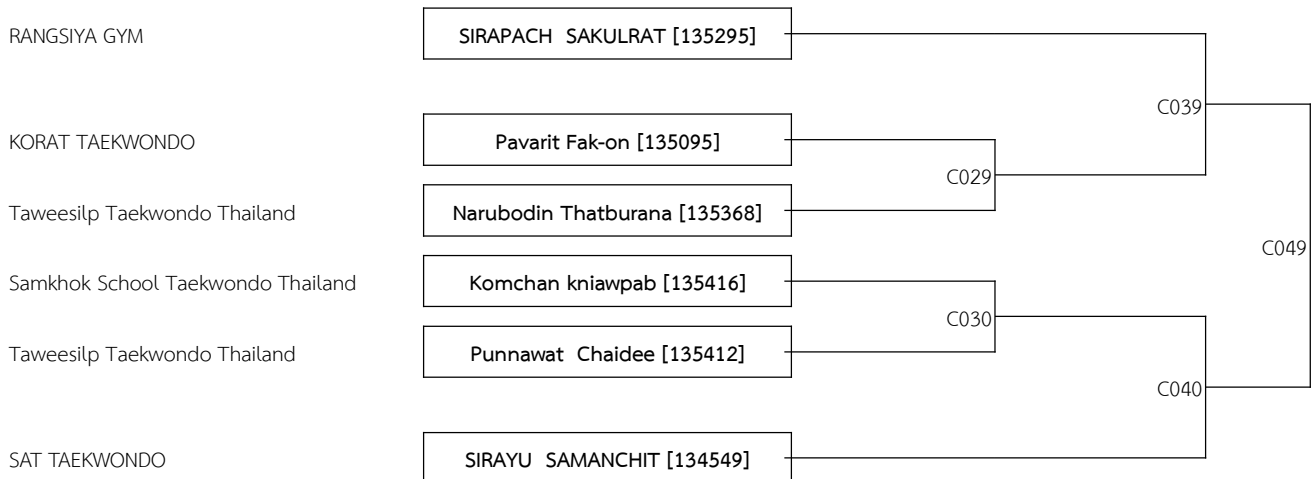 RANGSIYA GYM SIRAPACH SAKULRAT [135295]
C039
KORAT TAEKWONDO Pavarit Fak-on [135095]
C029
Taweesilp Taekwondo Thailand Narubodin Thatburana [135368]
C049
Samkhok School Taekwondo Thailand Komchan kniawpab [135416]
C030
Taweesilp Taekwondo Thailand Punnawat Chaidee [135412]
C040
SAT TAEKWONDO SIRAYU SAMANCHIT [134549]